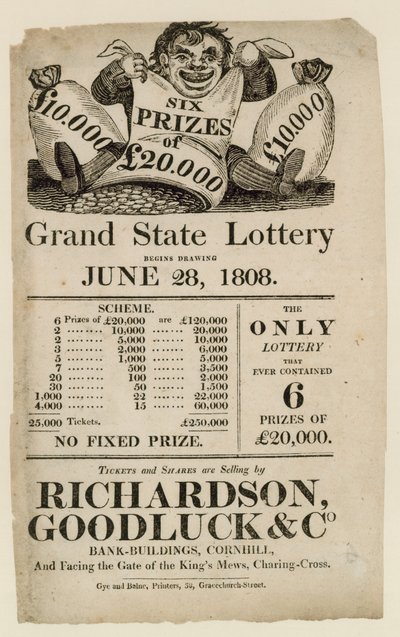 £10.000
SIX
PRIZES
of
£20.000
£10.000
Grand State Lottery
BEGINS DRAWING
JUNE 28, 1808.
SCHEME.
6 Prizes of £20,000 are £120,000
2 ........ 10,000 ...... 20,000
2 ........ 5,000 ...... 10,000
3 ........ 2,000 ...... 6,000
5 ........ 1,000 ...... 5,000
7 ........ 500 ...... 3,500
20 ........ 100 ...... 2,000
30 ........ 50 ...... 1,500
1,000 ........ 22 ...... 22,000
4,000 ........ 15 ...... 60,000
25,000 Tickets. £250.000
NO FIXED PRIZE.
THE
ONLY
LOTTERY
THAT
EVER CONTAINED
6
PRIZES OF
£20,000.
TICKETS and SHARES are Selling by
RICHARDSON,
GOODLUCK & Co
BANK-BUILDINGS, CORNHILL,
And Facing the Gate of the King's Mews, Charing-Cross.
Gye and Balne, Printers, 38, Gracechurch-Street.